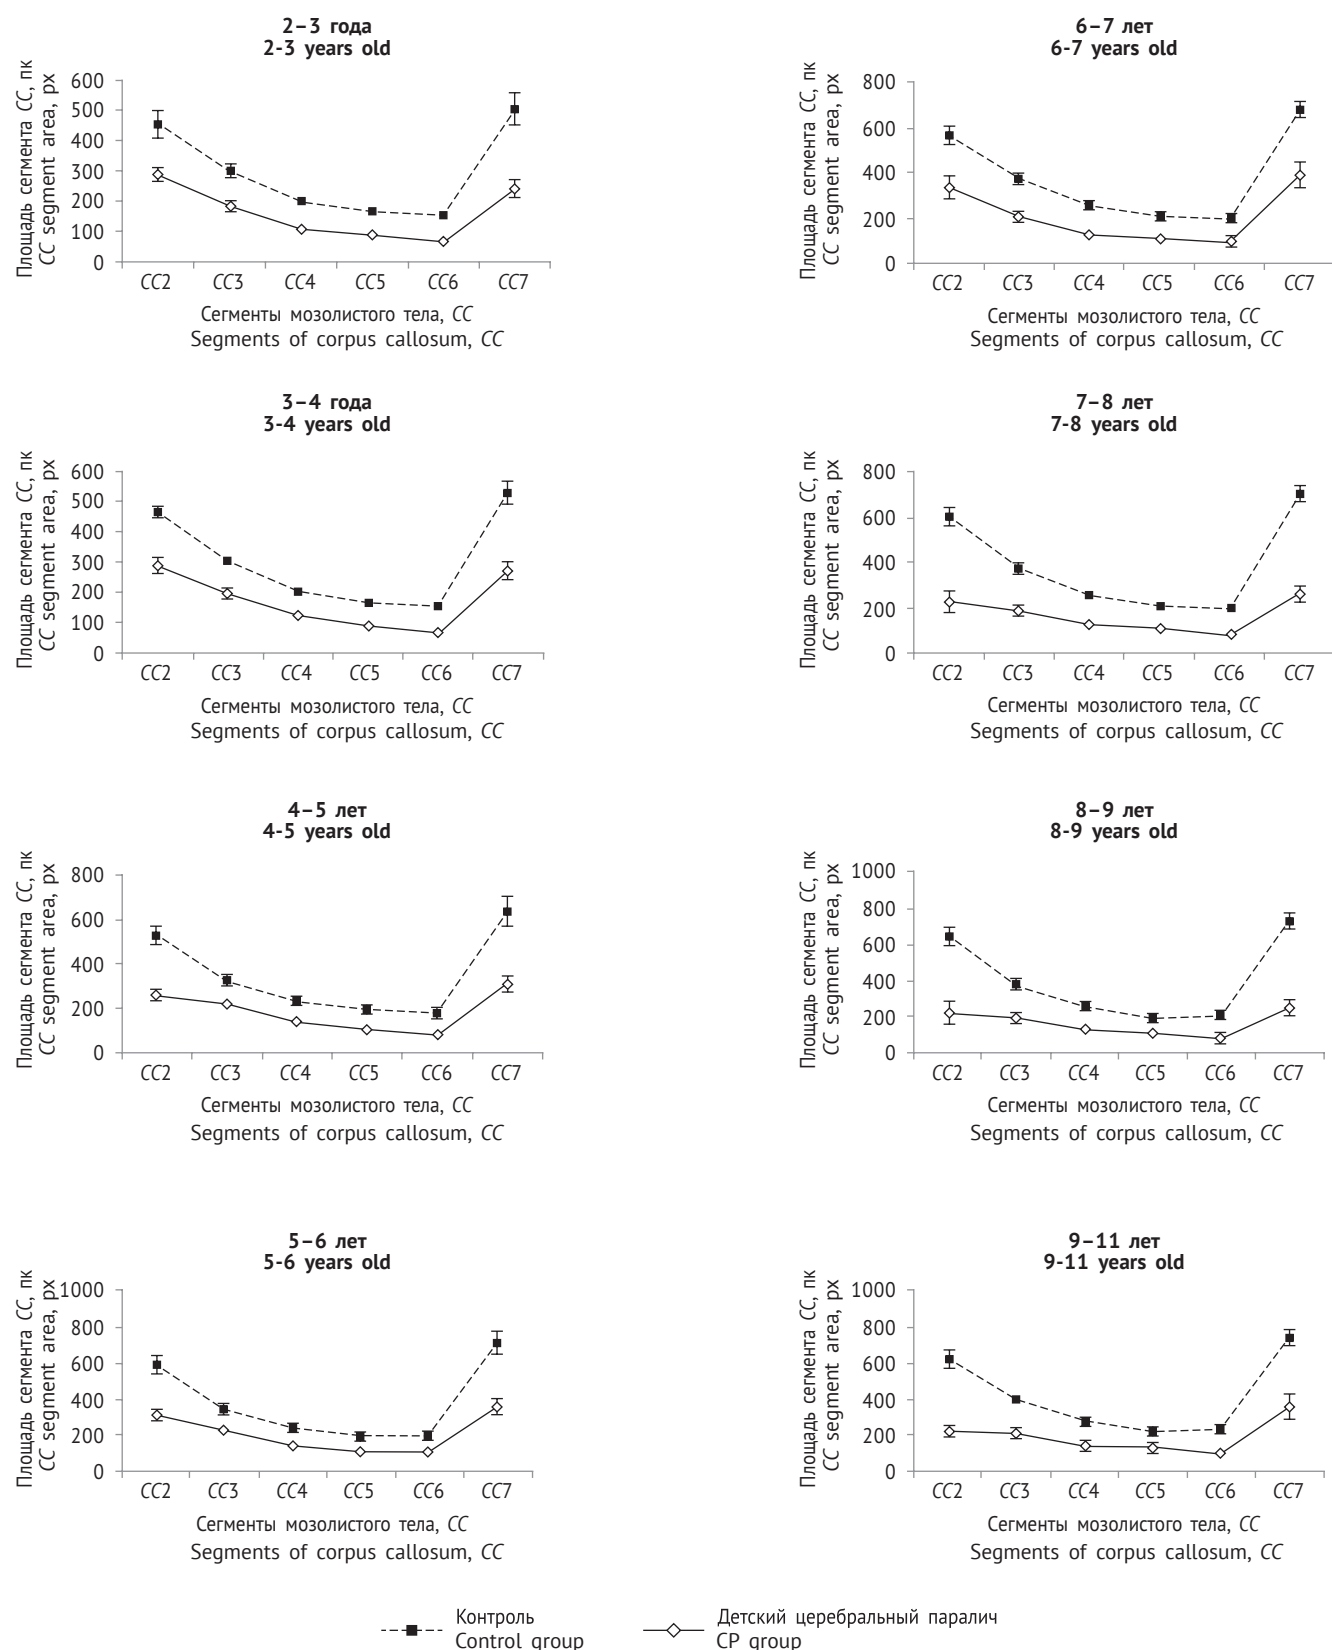 2–3 года
2-3 years old
Площадь сегмента CC, пк
CC segment area, px
600
500
400
300
200
100
0
CC2 CC3 CC4 CC5 CC6 CC7
Сегменты мозолистого тела, CC
Segments of corpus callosum, CC
6–7 лет
6-7 years old
Площадь сегмента CC, пк
CC segment area, px
800
600
400
200
0
CC2 CC3 CC4 CC5 CC6 CC7
Сегменты мозолистого тела, CC
Segments of corpus callosum, CC
3–4 года
3-4 years old
Площадь сегмента CC, пк
CC segment area, px
600
500
400
300
200
100
0
CC2 CC3 CC4 CC5 CC6 CC7
Сегменты мозолистого тела, CC
Segments of corpus callosum, CC
7–8 лет
7-8 years old
Площадь сегмента CC, пк
CC segment area, px
800
600
400
200
0
CC2 CC3 CC4 CC5 CC6 CC7
Сегменты мозолистого тела, CC
Segments of corpus callosum, CC
4–5 лет
4-5 years old
Площадь сегмента CC, пк
CC segment area, px
800
600
400
200
0
CC2 CC3 CC4 CC5 CC6 CC7
Сегменты мозолистого тела, CC
Segments of corpus callosum, CC
8–9 лет
8-9 years old
Площадь сегмента CC, пк
CC segment area, px
1000
800
600
400
200
0
CC2 CC3 CC4 CC5 CC6 CC7
Сегменты мозолистого тела, CC
Segments of corpus callosum, CC
5–6 лет
5-6 years old
Площадь сегмента CC, пк
CC segment area, px
1000
800
600
400
200
0
CC2 CC3 CC4 CC5 CC6 CC7
Сегменты мозолистого тела, CC
Segments of corpus callosum, CC
9–11 лет
9-11 years old
Площадь сегмента CC, пк
CC segment area, px
1000
800
600
400
200
0
CC2 CC3 CC4 CC5 CC6 CC7
Сегменты мозолистого тела, CC
Segments of corpus callosum, CC
Контроль
Control group
Детский церебральный паралич
CP group